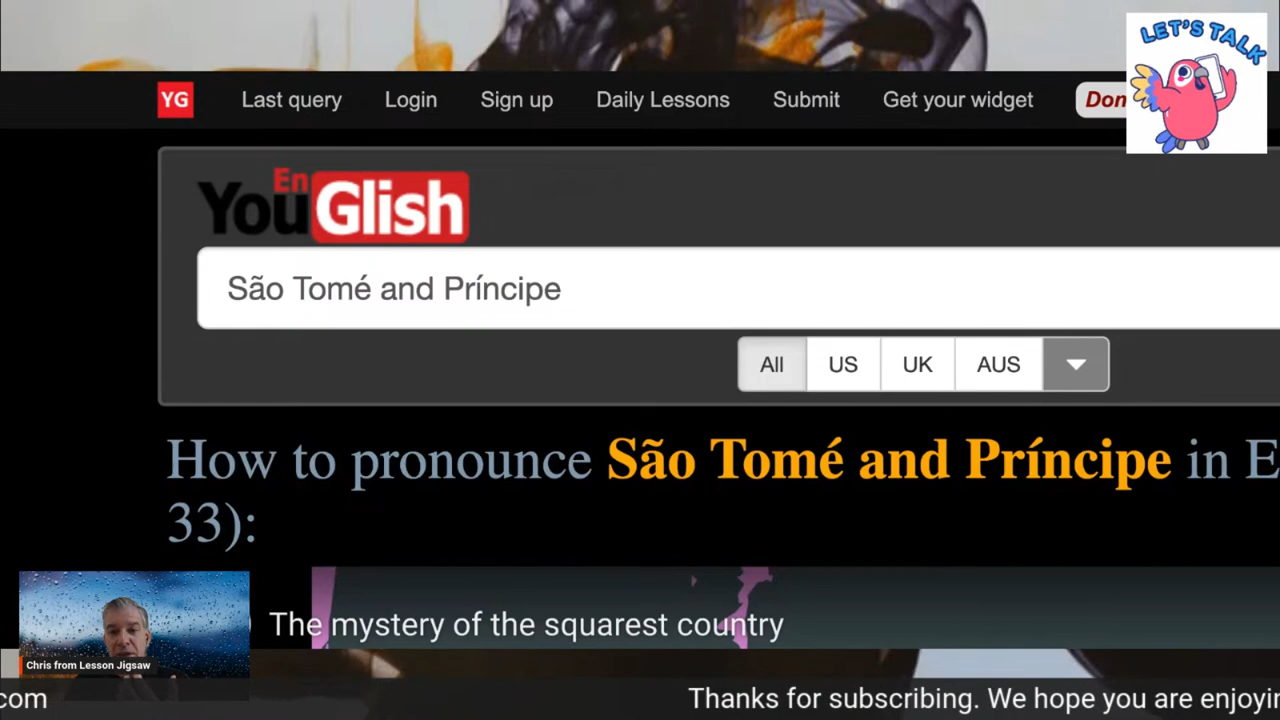 LET'S TALK
YG Last query Login Sign up Daily Lessons Submit Get your widget Don
YouGlish
En
São Tomé and Príncipe
All US UK AUS
How to pronounce São Tomé and Príncipe in E
33):
The mystery of the squarest country
Chris from Lesson Jigsaw
com Thanks for subscribing. We hope you are enjoyin